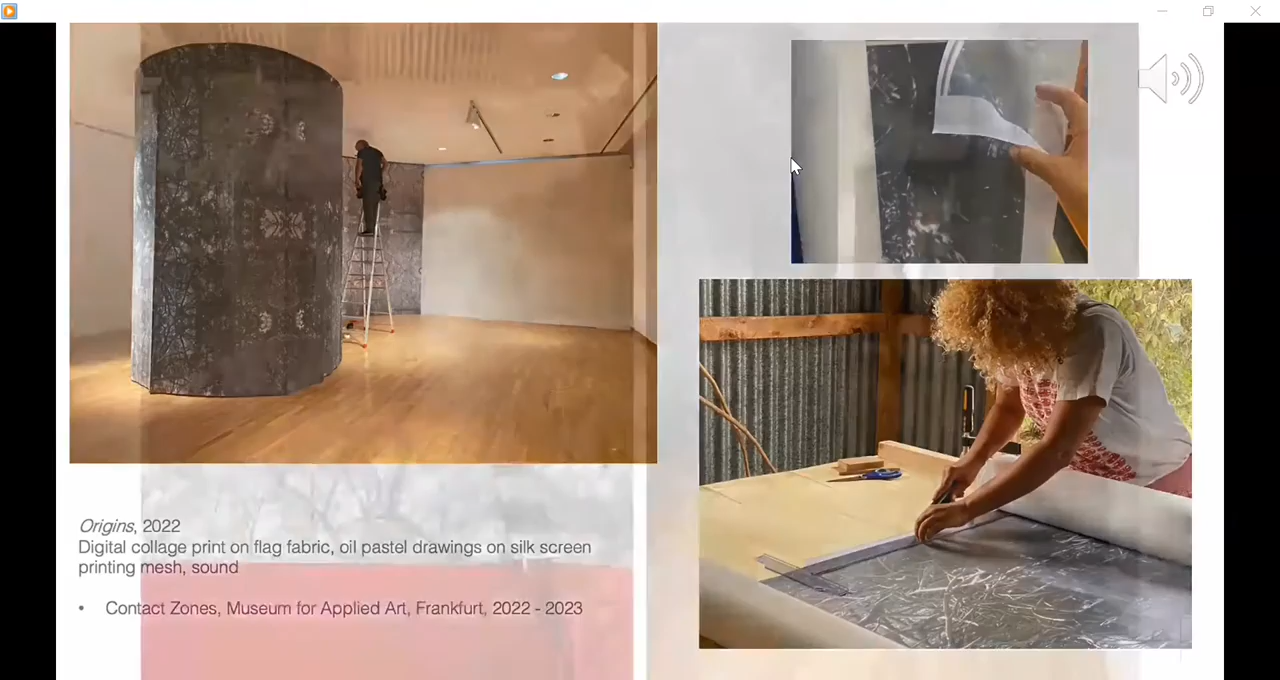 Origins, 2022
Digital collage print on flag fabric, oil pastel drawings on silk screen
printing mesh, sound
• Contact Zones, Museum for Applied Art, Frankfurt, 2022 - 2023